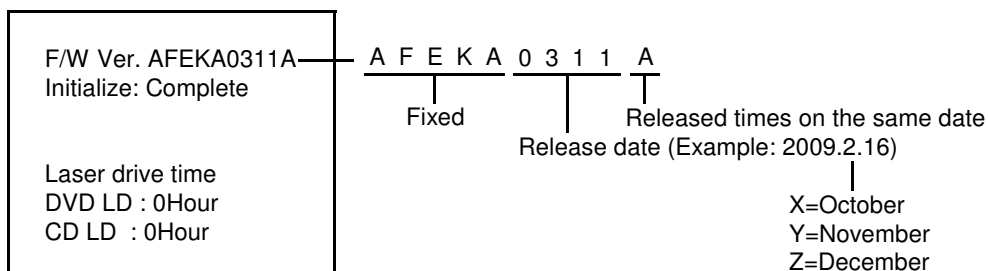 F/W Ver. AFEKA0311A
Initialize: Complete
Laser drive time
DVD LD : 0Hour
CD LD : 0Hour
A F E K A 0 3 1 1 A
Fixed
Released times on the same date
Release date (Example: 2009.2.16)
X=October
Y=November
Z=December